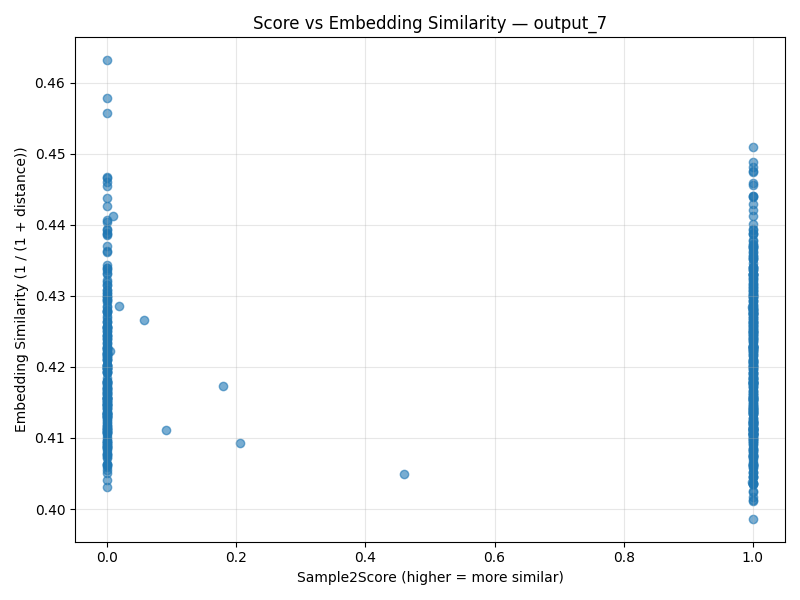 Score vs Embedding Similarity — output_7
Embedding Similarity (1 / (1 + distance))
0.46
0.45
0.44
0.43
0.42
0.41
0.40
0.0 0.2 0.4 0.6 0.8 1.0
Sample2Score (higher = more similar)